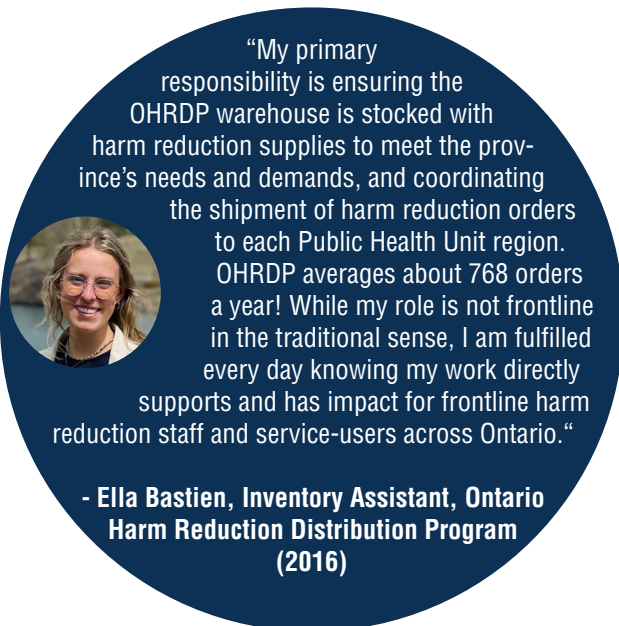 “My primary
responsibility is ensuring the
OHRDP warehouse is stocked with
harm reduction supplies to meet the prov-
ince’s needs and demands, and coordinating
the shipment of harm reduction orders
to each Public Health Unit region.
OHRDP averages about 768 orders
a year! While my role is not frontline
in the traditional sense, I am fulfilled
every day knowing my work directly
supports and has impact for frontline harm
reduction staff and service-users across Ontario.“
- Ella Bastien, Inventory Assistant, Ontario
Harm Reduction Distribution Program
(2016)